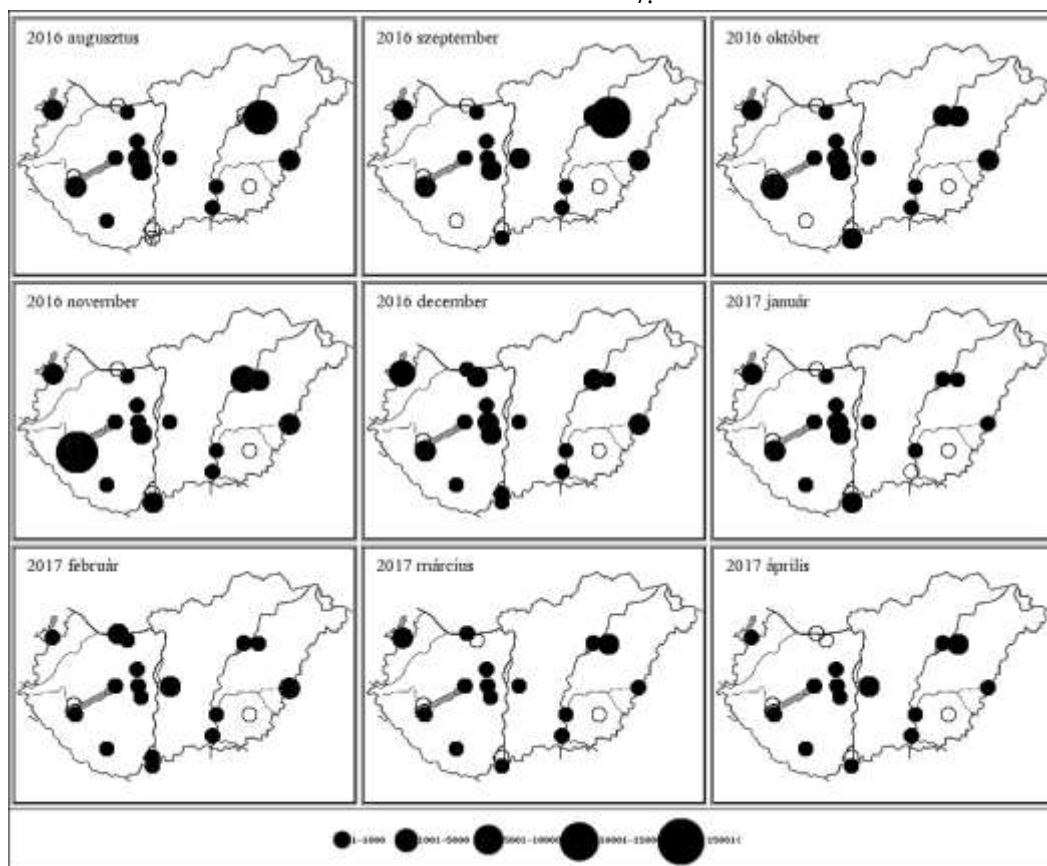 2016 augusztus
2016 szeptember
2016 október
2016 november
2016 december
2017 január
2017 február
2017 március
2017 április
1-1000
1001-5000
5001-10000